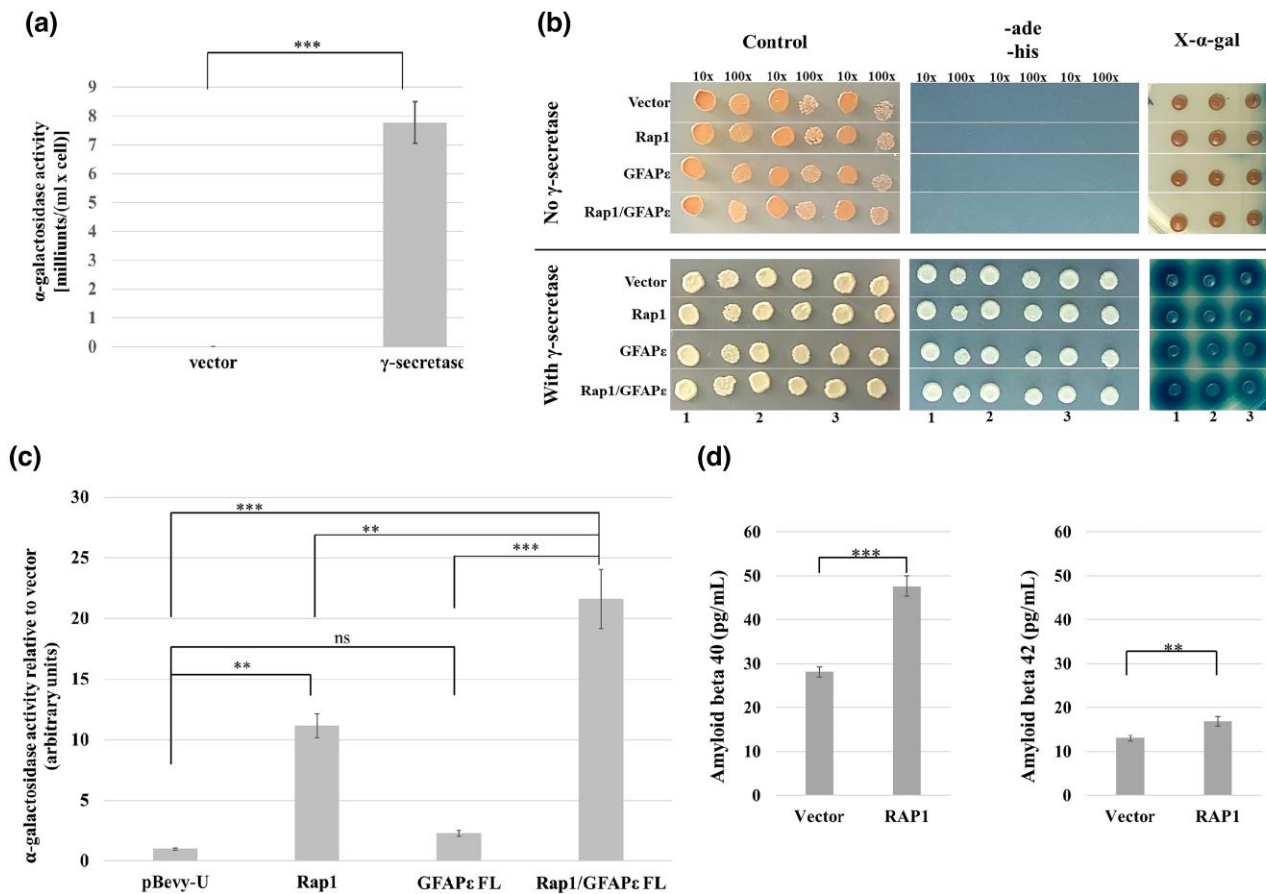 (a)
***
α-galactosidase activity
[milliunts/(ml x cell)]
9
8
7
6
5
4
3
2
1
0
vector
γ-secretase
(b)
Control
-ade
-his
X-α-gal
10x 100x 10x 100x 10x 100x
10x 100x 10x 100x 10x 100x
No γ-secretase
Vector
Rap1
GFAPε
Rap1/GFAPε
With γ-secretase
Vector
Rap1
GFAPε
Rap1/GFAPε
1 2 3
1 2 3
1 2 3
(c)
α-galactosidase activity relative to vector
(arbitrary units)
30
25
20
15
10
5
0
***
**
***
ns
**
pBevy-U
Rap1
GFAPε FL
Rap1/GFAPε FL
(d)
Amyloid beta 40 (pg/mL)
60
50
40
30
20
10
0
***
Vector
RAP1
Amyloid beta 42 (pg/mL)
60
50
40
30
20
10
0
**
Vector
RAP1